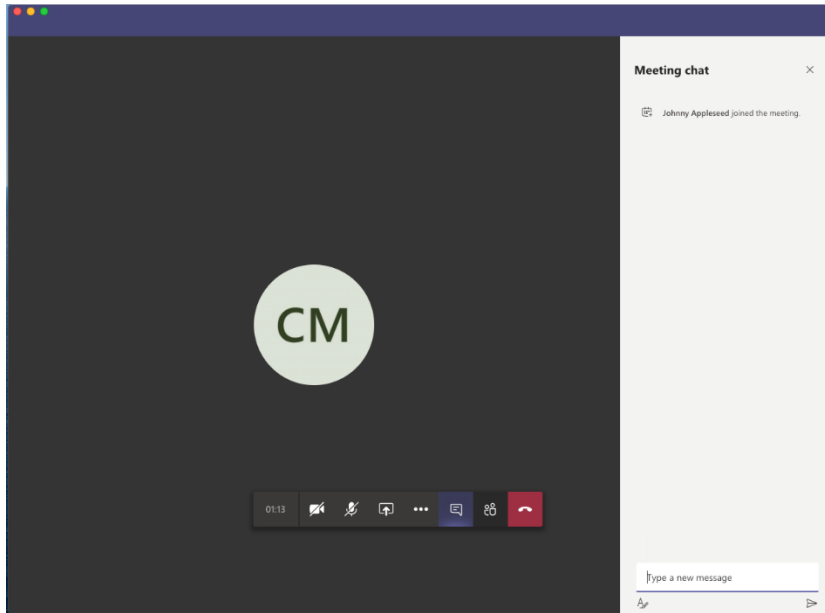 Meeting chat
Johnny Appleseed joined the meeting.
CM
01:13
Type a new message